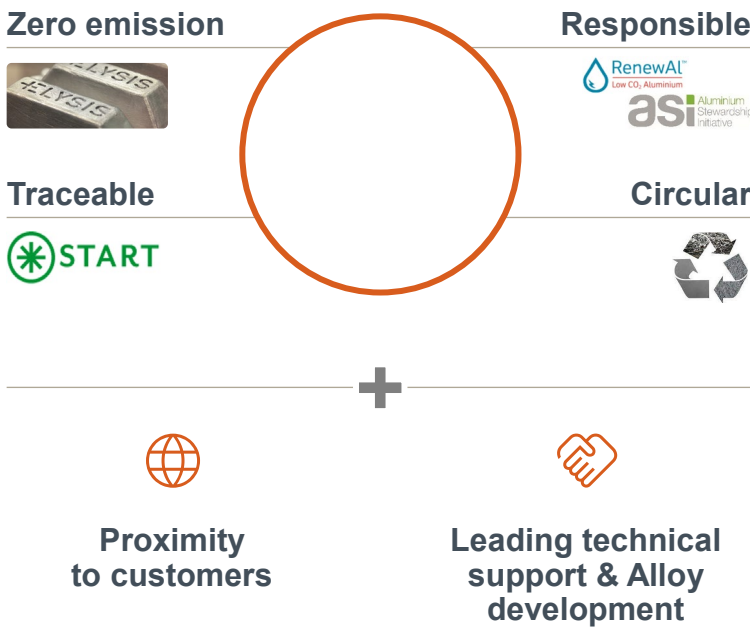 Zero emission
Responsible
ELYSIS
ELYSIS
RenewAl™
Low CO₂ Aluminium
asi
Aluminium
Stewardship
Initiative
Traceable
Circular
START
Proximity
to customers
Leading technical
support & Alloy
development